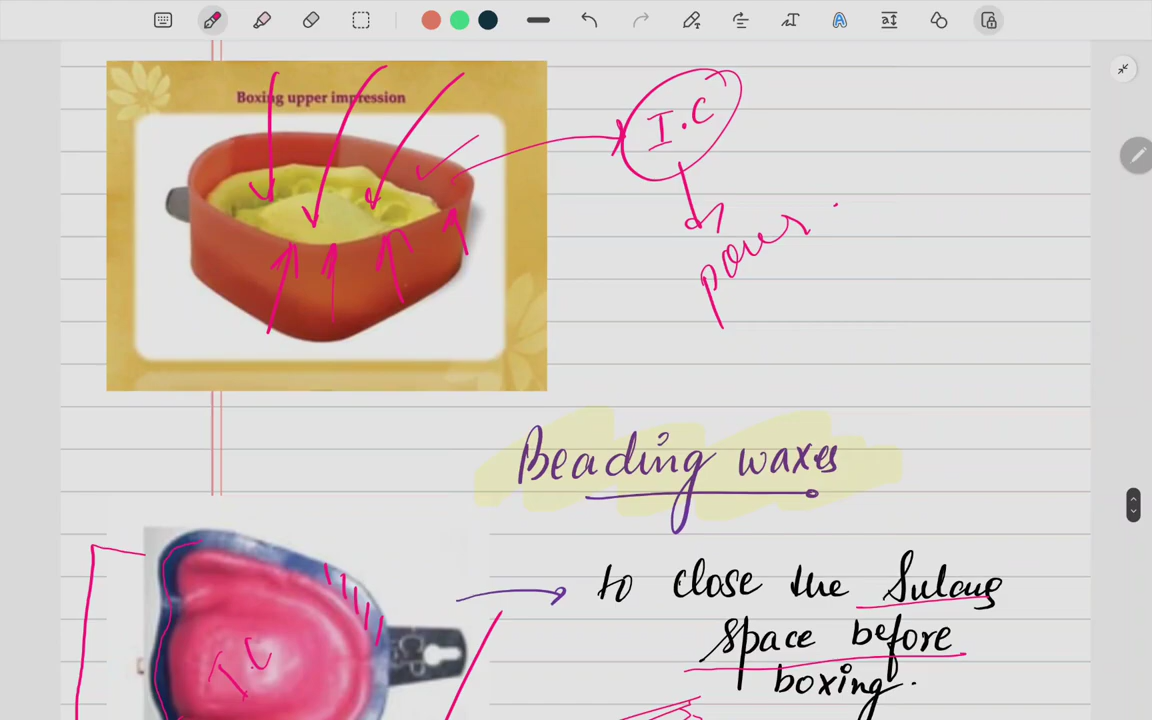 Boxing upper impression
I.C
pour
Beading waxes
to close the Sulcus
space before
boxing.
I.C